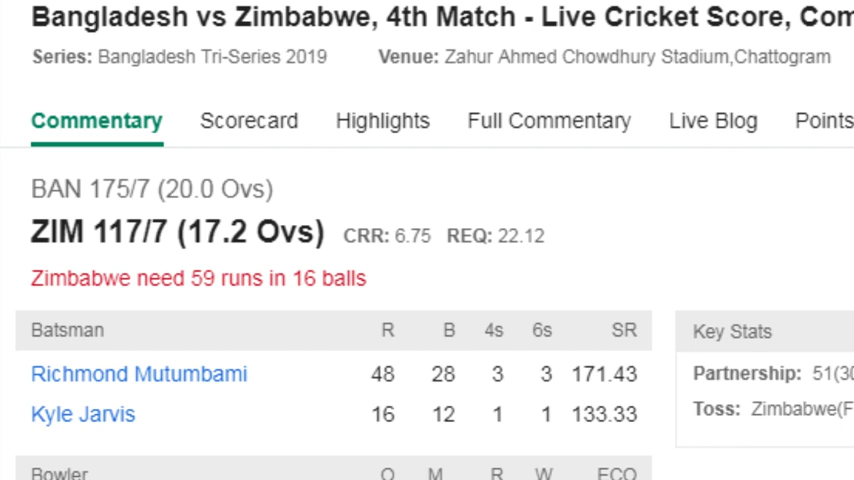 Bangladesh vs Zimbabwe, 4th Match - Live Cricket Score, Com
Series: Bangladesh Tri-Series 2019 Venue: Zahur Ahmed Chowdhury Stadium,Chattogram
Commentary Scorecard Highlights Full Commentary Live Blog Points
BAN 175/7 (20.0 Ovs)
ZIM 117/7 (17.2 Ovs) CRR: 6.75 REQ: 22.12
Zimbabwe need 59 runs in 16 balls
Batsman R B 4s 6s SR
Key Stats
Richmond Mutumbami 48 28 3 3 171.43
Partnership: 51(30
Kyle Jarvis 16 12 1 1 133.33
Toss: Zimbabwe(F
Bowler O M R W ECO